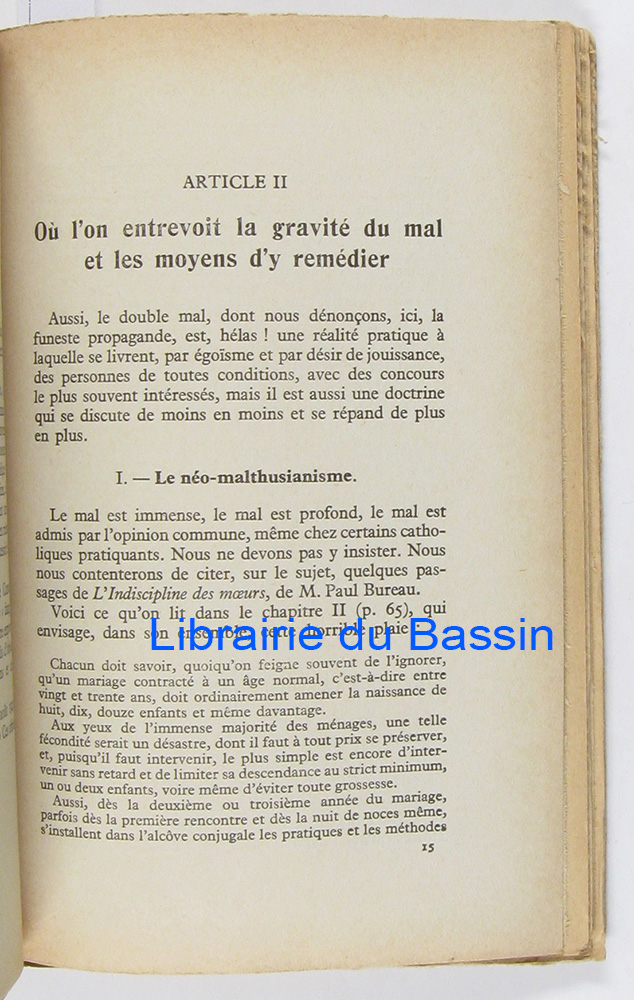 ARTICLE II
Où l'on entrevoit la gravité du mal
et les moyens d'y remédier
Aussi, le double mal, dont nous dénonçons, ici, la
funeste propagande, est, hélas ! une réalité pratique à
laquelle se livrent, par égoïsme et par désir de jouissance,
des personnes de toutes conditions, avec des concours
le plus souvent intéressés, mais il est aussi une doctrine
qui se discute de moins en moins et se répand de plus
en plus.
I. — Le néo-malthusianisme.
Le mal est immense, le mal est profond, le mal est
admis par l'opinion commune, même chez certains catho-
liques pratiquants. Nous ne devons pas y insister. Nous
nous contenterons de citer, sur le sujet, quelques pas-
sages de L'Indiscipline des mœurs, de M. Paul Bureau.
Voici ce qu'on lit dans le chapitre II (p. 65), qui
envisage, dans son ensemble, cette horrible plaie :
Librairie du Bassin
Chacun doit savoir, quoiqu'on feigne souvent de l'ignorer,
qu'un mariage contracté à un âge normal, c'est-à-dire entre
vingt et trente ans, doit ordinairement amener la naissance de
huit, dix, douze enfants et même davantage.
Aux yeux de l'immense majorité des ménages, une telle
fécondité serait un désastre, dont il faut à tout prix se préserver,
et, puisqu'il faut intervenir, le plus simple est encore d'inter-
venir sans retard et de limiter sa descendance au strict minimum,
un ou deux enfants, voire même d'éviter toute grossesse.
Aussi, dès la deuxième ou troisième année du mariage,
parfois dès la première rencontre et dès la nuit de noces même,
s'installent dans l'alcôve conjugale les pratiques et les méthodes
15